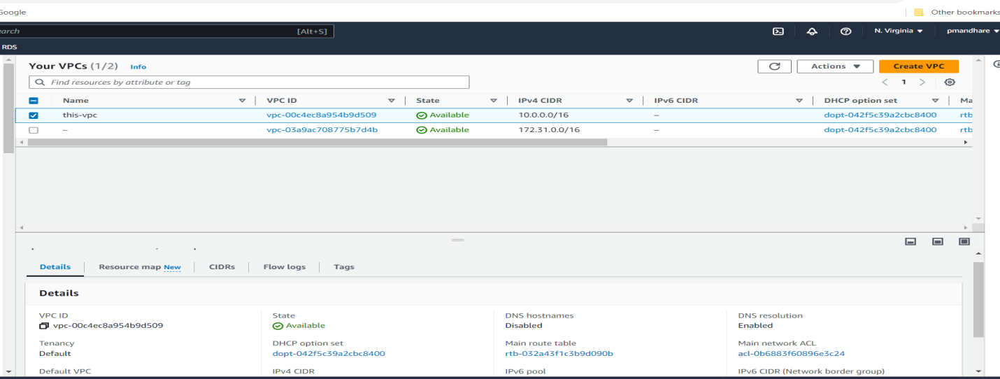 Google Other bookmarks
earch [Alt+S] N. Virginia ▼ pmandhare ▼
RDS
Your VPCs (1/2) Info Actions ▼ Create VPC
Find resources by attribute or tag < 1 >
Name VPC ID State IPv4 CIDR IPv6 CIDR DHCP option set Ma
this-vpc vpc-00c4ec8a954b9d509 Available 10.0.0.0/16 – dopt-042f5c39a2cbc8400 rtb
– vpc-03a9ac708775b7d4b Available 172.31.0.0/16 – dopt-042f5c39a2cbc8400 rtb
Details Resource map New CIDRs Flow logs Tags
Details
VPC ID State DNS hostnames DNS resolution
vpc-00c4ec8a954b9d509 Available Disabled Enabled
Tenancy DHCP option set Main route table Main network ACL
Default dopt-042f5c39a2cbc8400 rtb-032a43f1c3b9d090b acl-0b6883f60896e3c24
Default VPC IPv4 CIDR IPv6 pool IPv6 CIDR (Network border group)